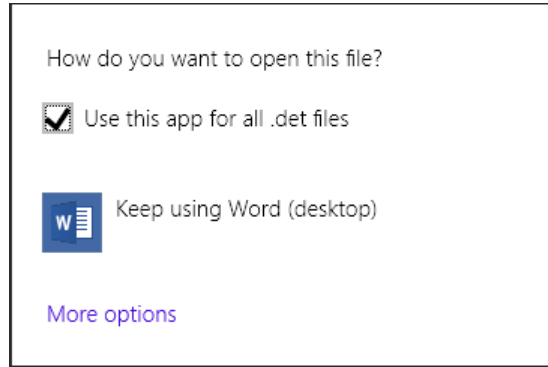 How do you want to open this file?
Use this app for all .det files
W
Keep using Word (desktop)
More options